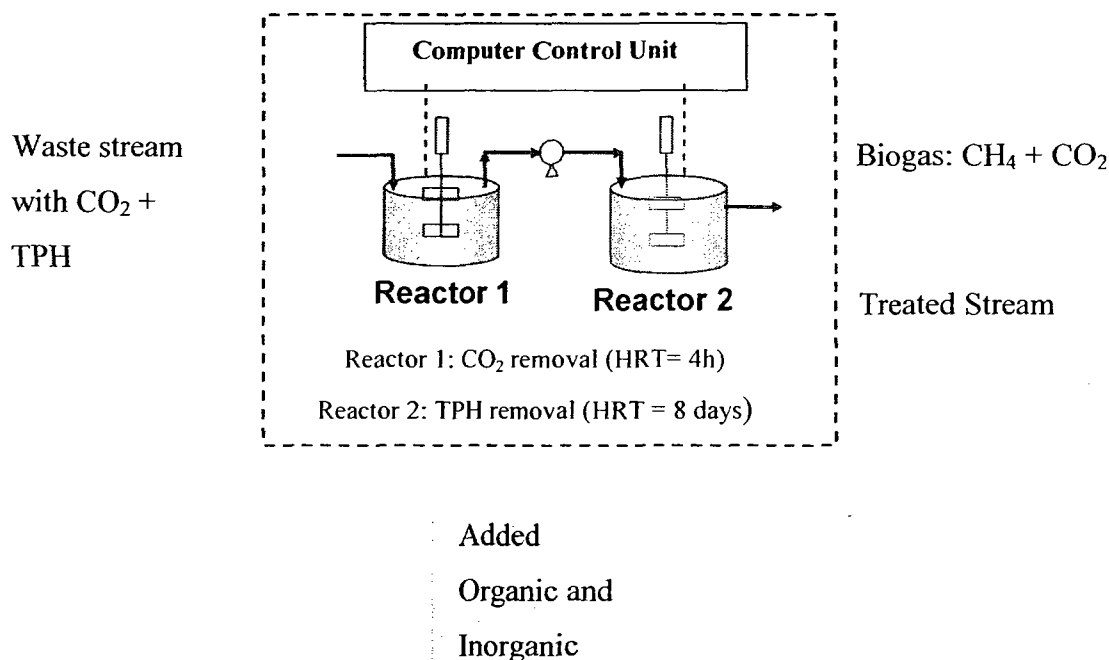 Computer Control Unit
Waste stream
with CO₂ +
TPH
Biogas: CH₄ + CO₂
Treated Stream
Reactor 1
Reactor 2
Reactor 1: CO₂ removal (HRT= 4h)
Reactor 2: TPH removal (HRT = 8 days)
Added
Organic and
Inorganic